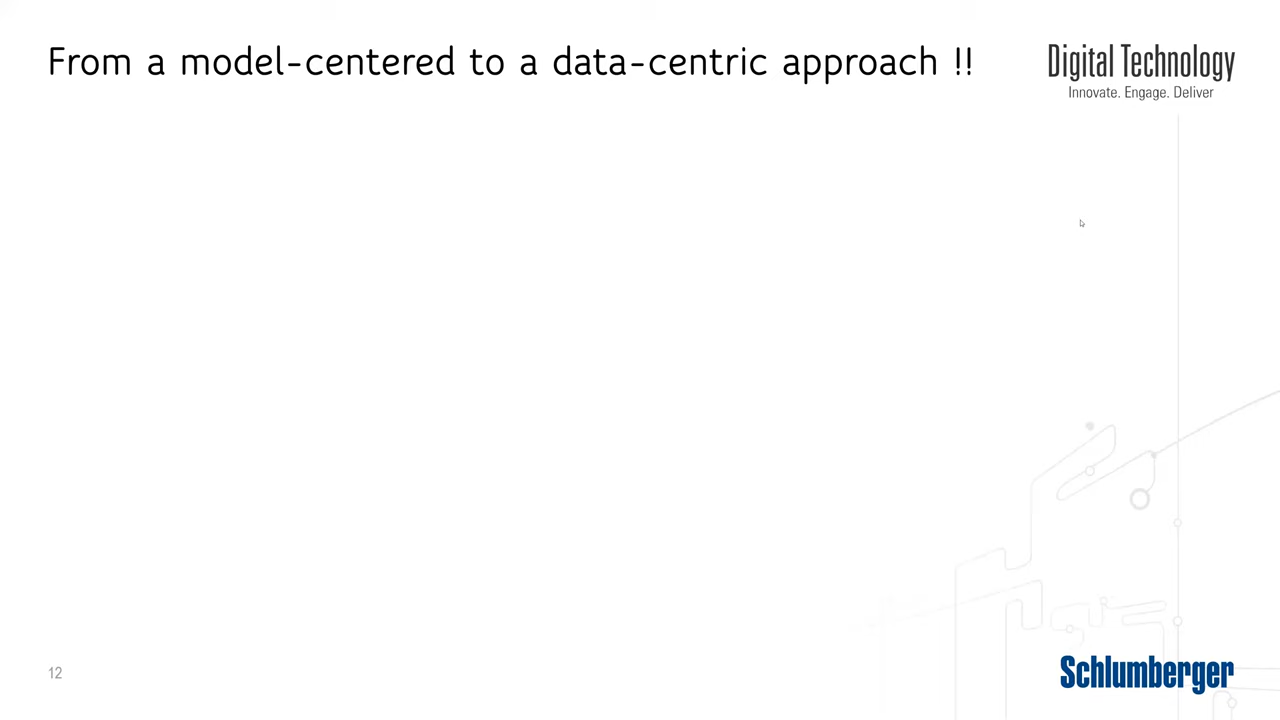 From a model-centered to a data-centric approach !!
Digital Technology
Innovate. Engage. Deliver
12
Schlumberger